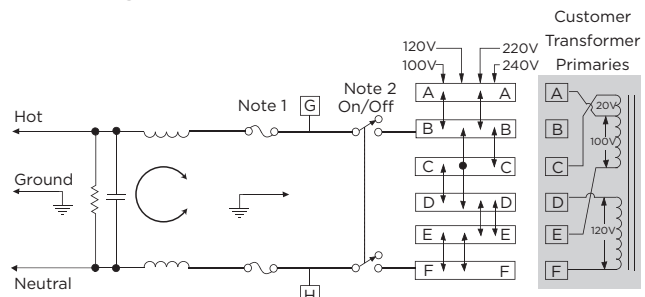 Customer
Transformer
Primaries
120V 220V
100V 240V
Note 1
G
Note 2
On/Off
Hot
Ground
Neutral
H
A A
B B
C C
D D
E E
F F
A
B
C
D
E
F
20V
100V
120V